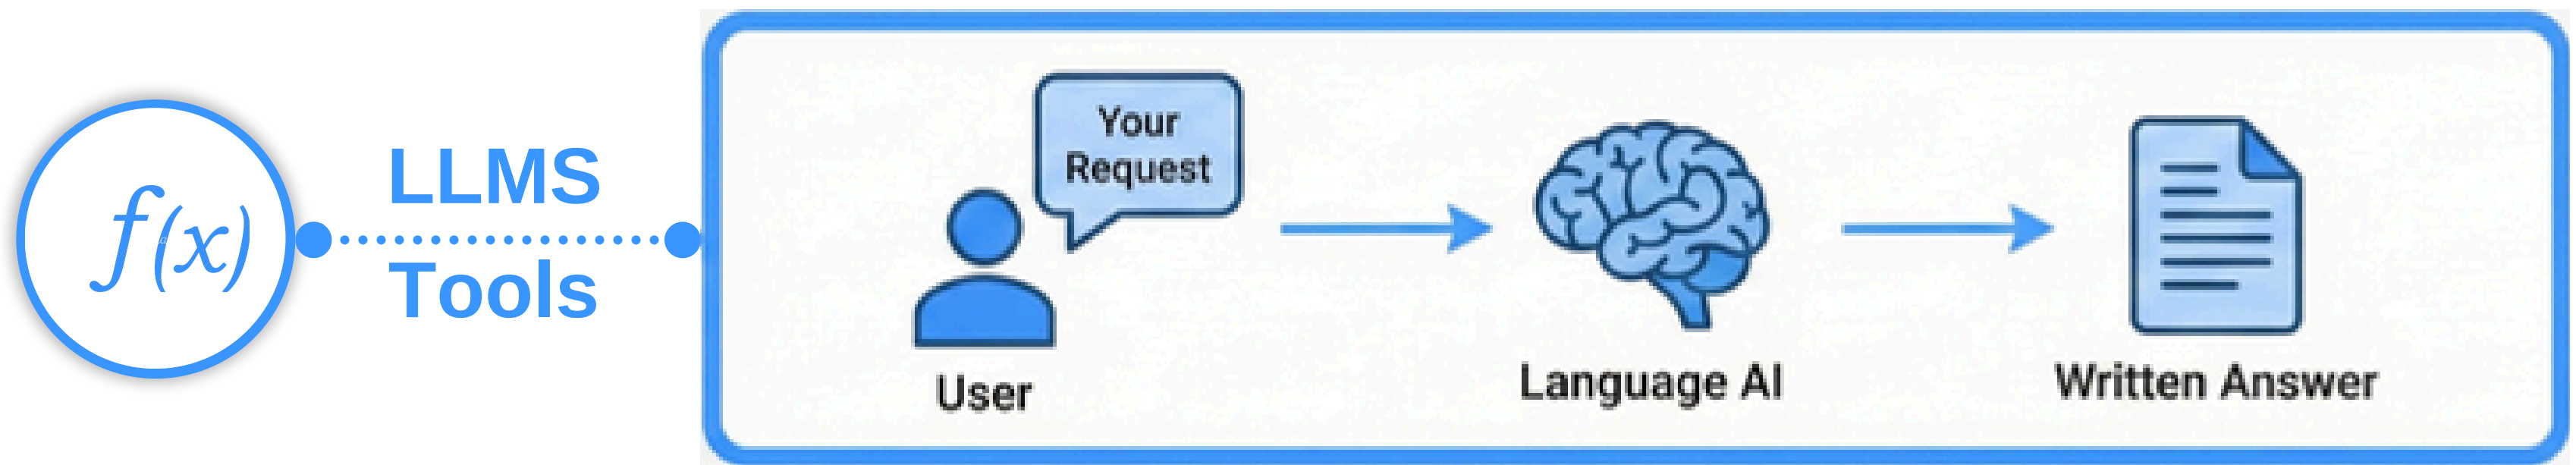 f(x)
LLMS
Tools
Your
Request
User
Language AI
Written Answer